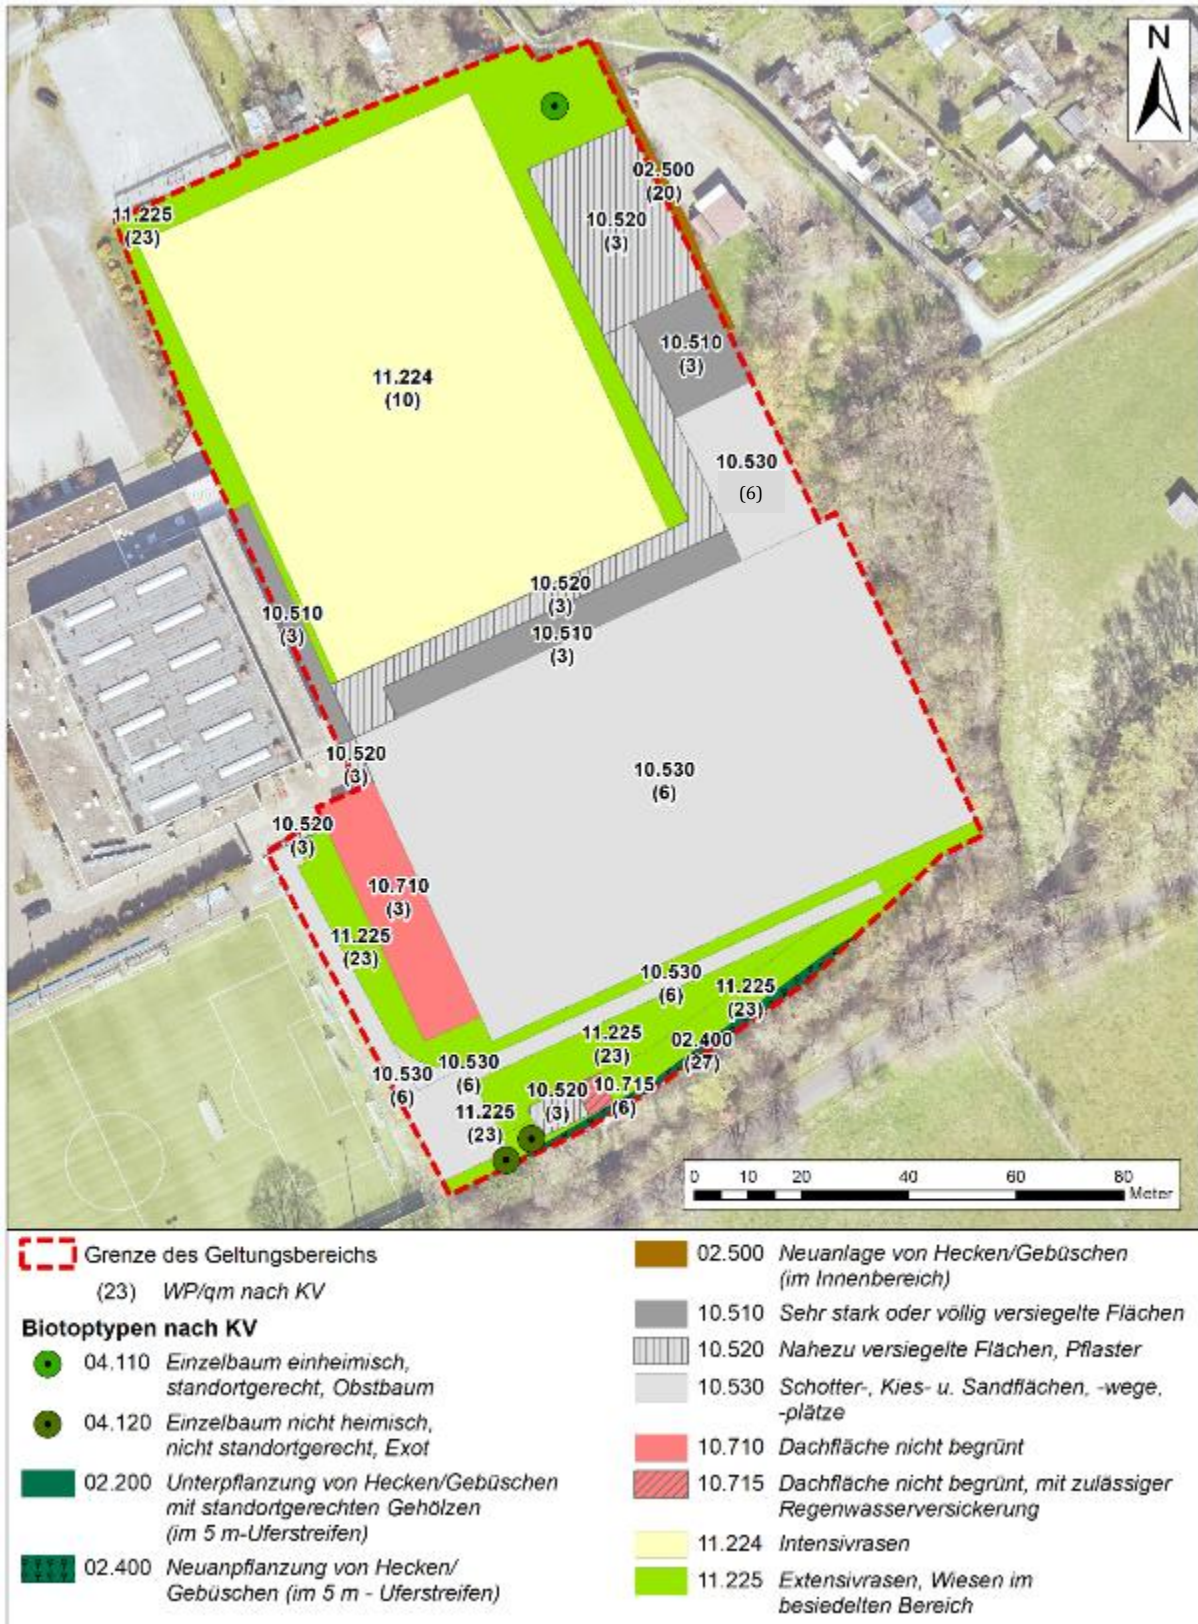 N
11.225
(23)
02.500
(20)
10.520
(3)
10.510
(3)
11.224
(10)
10.530
(6)
10.520
(3)
10.510
(3)
10.510
(3)
10.520
(3)
10.530
(6)
10.520
(3)
10.710
(3)
11.225
(23)
10.530
(6)
11.225
(23)
11.225
(23)
02.400
(27)
10.530
(6)
10.530
(6)
10.520
(3)
10.715
(6)
11.225
(23)
0 10 20 40 60 80
Meter
Grenze des Geltungsbereichs
(23) WP/qm nach KV
Biotoptypen nach KV
04.110 Einzelbaum einheimisch,
standortgerecht, Obstbaum
04.120 Einzelbaum nicht heimisch,
nicht standortgerecht, Exot
02.200 Unterpflanzung von Hecken/Gebüschen
mit standortgerechten Gehölzen
(im 5 m-Uferstreifen)
02.400 Neuanpflanzung von Hecken/
Gebüschen (im 5 m - Uferstreifen)
02.500 Neuanlage von Hecken/Gebüschen
(im Innenbereich)
10.510 Sehr stark oder völlig versiegelte Flächen
10.520 Nahezu versiegelte Flächen, Pflaster
10.530 Schotter-, Kies- u. Sandflächen, -wege,
-plätze
10.710 Dachfläche nicht begrünt
10.715 Dachfläche nicht begrünt, mit zulässiger
Regenwasserversickerung
11.224 Intensivrasen
11.225 Extensivrasen, Wiesen im
besiedelten Bereich